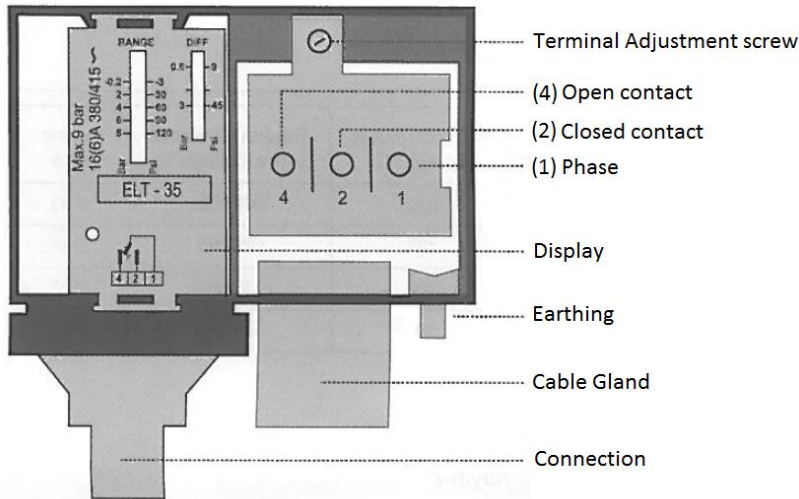 RANGE
DIFF
Max.9 bar
16(6)A 380/415 ~
-0.2 -3
2 30
4 60
6 90
8 120
Bar Psi
0.6 9
3 45
Bar Psi
ELT - 35
4 2 1
4 2 1
Terminal Adjustment screw
(4) Open contact
(2) Closed contact
(1) Phase
Display
Earthing
Cable Gland
Connection